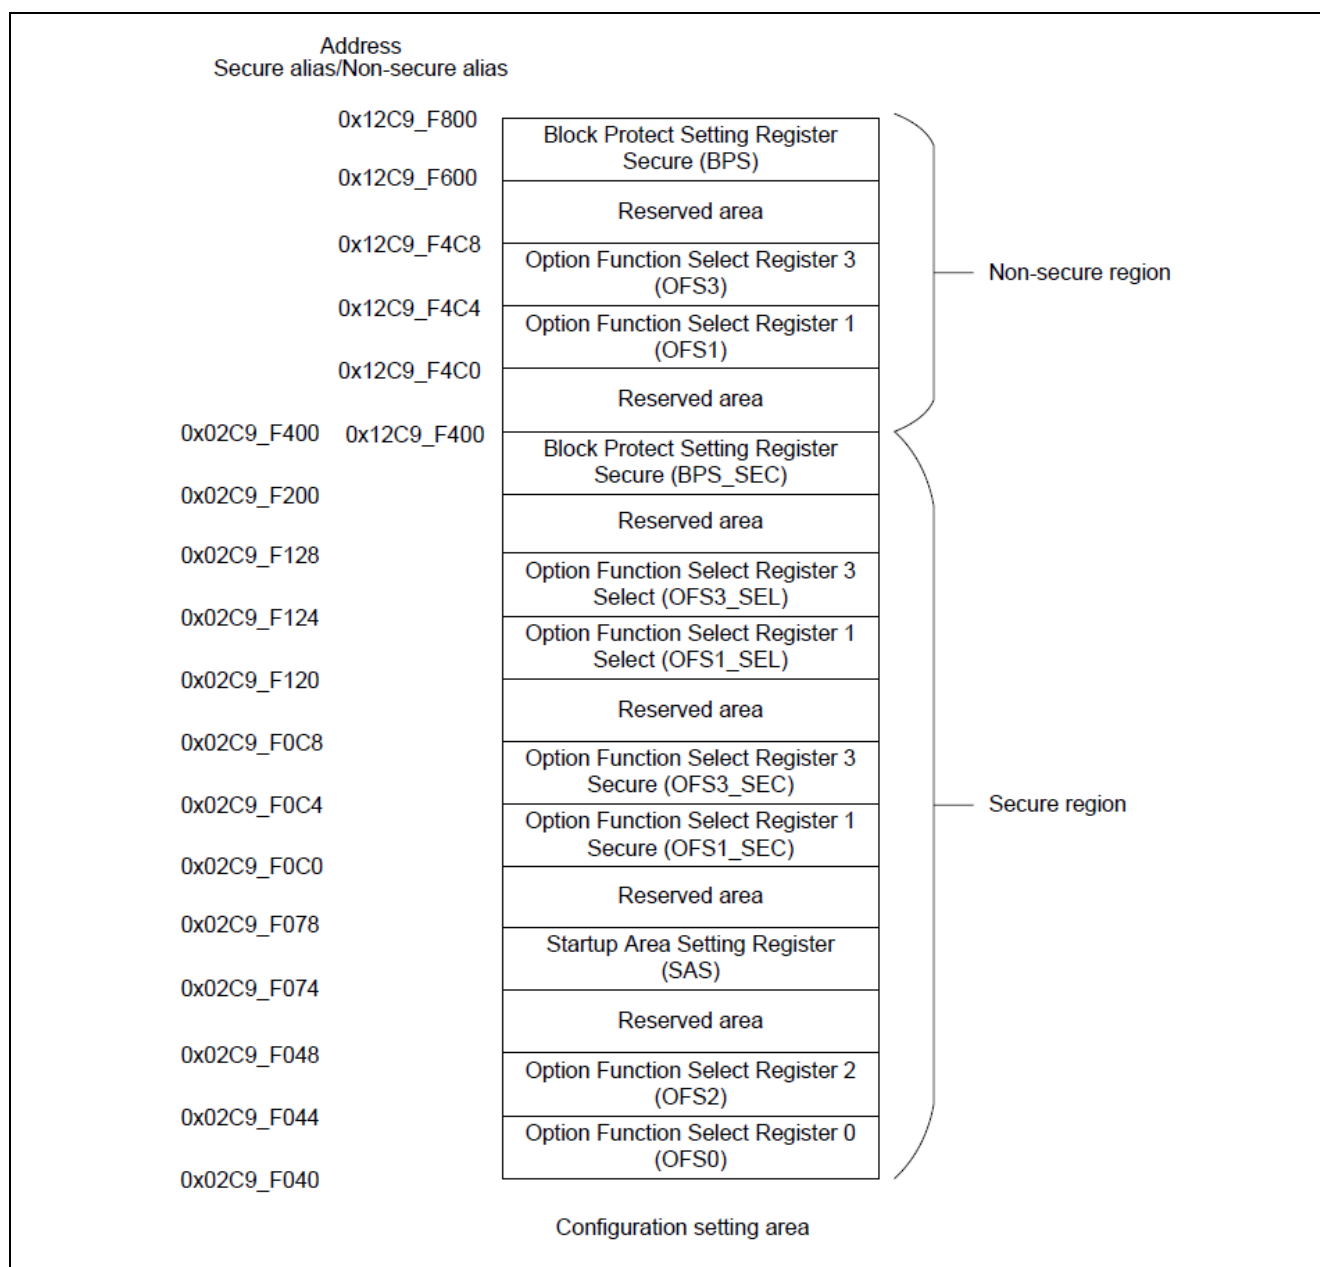 Address
Secure alias/Non-secure alias
0x12C9_F800
Block Protect Setting Register
Secure (BPS)
0x12C9_F600
Reserved area
0x12C9_F4C8
Option Function Select Register 3
(OFS3)
Non-secure region
0x12C9_F4C4
Option Function Select Register 1
(OFS1)
0x12C9_F4C0
Reserved area
0x02C9_F400 0x12C9_F400
Block Protect Setting Register
Secure (BPS_SEC)
0x02C9_F200
Reserved area
0x02C9_F128
Option Function Select Register 3
Select (OFS3_SEL)
0x02C9_F124
Option Function Select Register 1
Select (OFS1_SEL)
0x02C9_F120
Reserved area
0x02C9_F0C8
Option Function Select Register 3
Secure (OFS3_SEC)
Secure region
0x02C9_F0C4
Option Function Select Register 1
Secure (OFS1_SEC)
0x02C9_F0C0
Reserved area
0x02C9_F078
Startup Area Setting Register
(SAS)
0x02C9_F074
Reserved area
0x02C9_F048
Option Function Select Register 2
(OFS2)
0x02C9_F044
Option Function Select Register 0
(OFS0)
0x02C9_F040
Configuration setting area